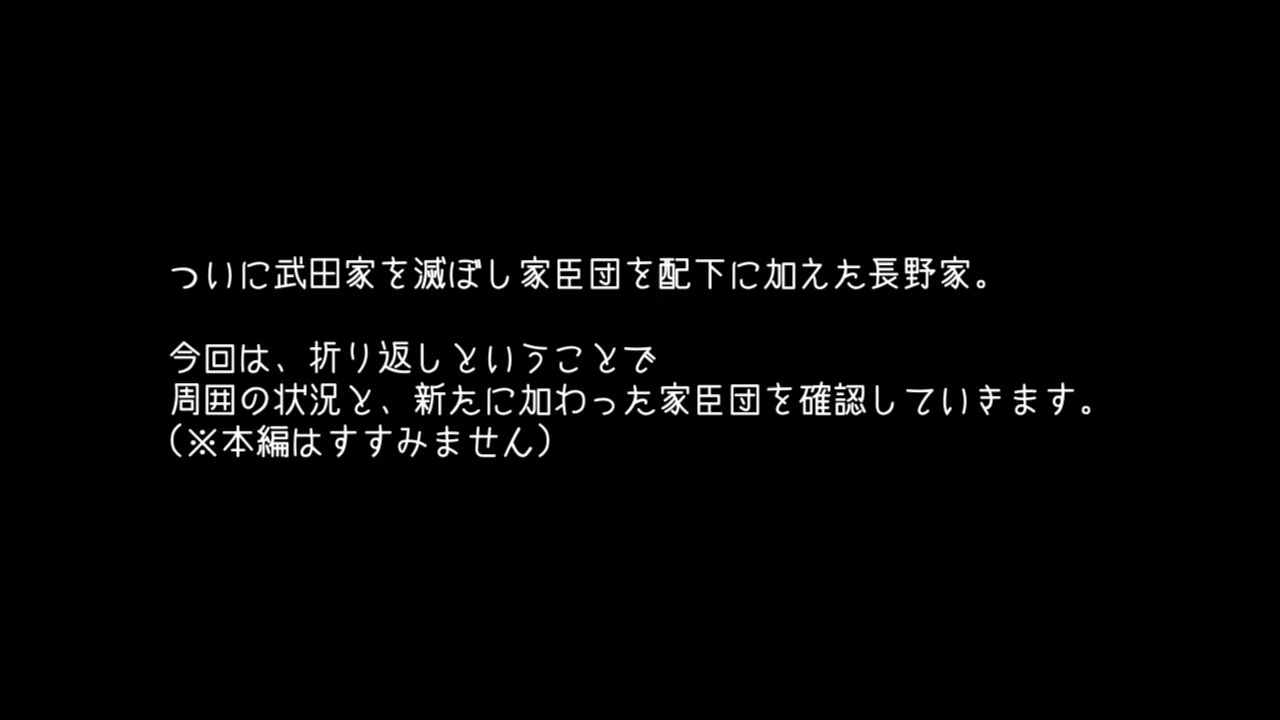 ついに武田家を滅ぼし家臣団を配下に加えた長野家。
今回は、折り返しということで
周囲の状況と、新たに加わった家臣団を確認していきます。
(※本編はすすみません)